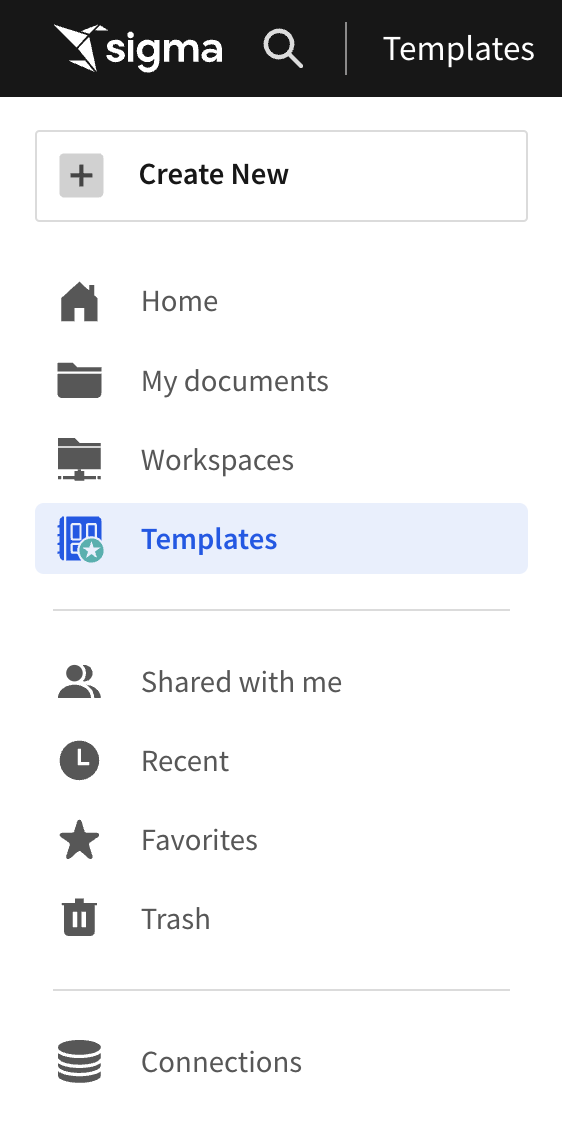 sigma
Templates
Create New
Home
My documents
Workspaces
Templates
Shared with me
Recent
Favorites
Trash
Connections